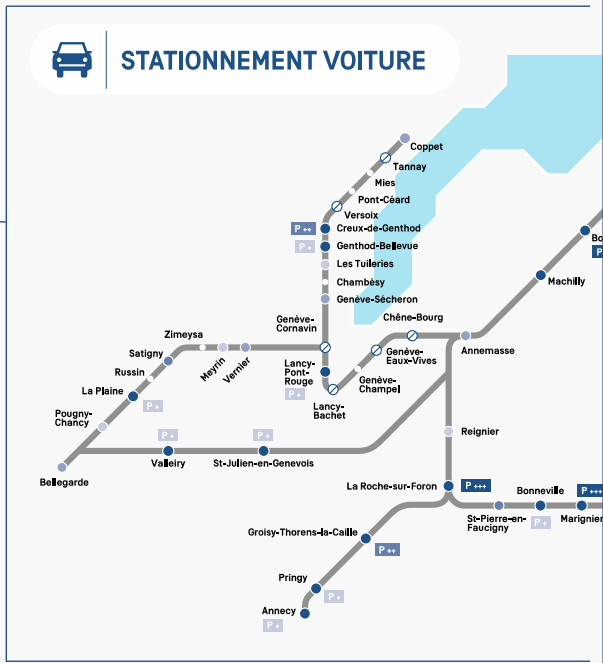 STATIONNEMENT VOITURE
Coppet
Tannay
Mies
Pont-Céard
Versoix
P ++
Creux-de-Genthod
P +
Genthod-Bellevue
Les Tuileries
Chambésy
Genève-Sécheron
Genève-
Cornavin
Chêne-Bourg
Machilly
Zimeysa
Satigny
Meyrin
Vernier
Russin
La Plaine
P +
Pougny-
Chancy
Bellegarde
Lancy-
Pont-
Rouge
P +
Lancy-
Bachet
Genève-
Eaux-Vives
Genève-
Champel
Annemasse
P +
Valleiry
P +
St-Julien-en-Genevois
Reignier
La Roche-sur-Foron
P +++
Bonneville
P +
P +++
Marignier
St-Pierre-en-
Faucigny
Groisy-Thorens-la-Caille
P ++
Pringy
P +
Annecy
P +